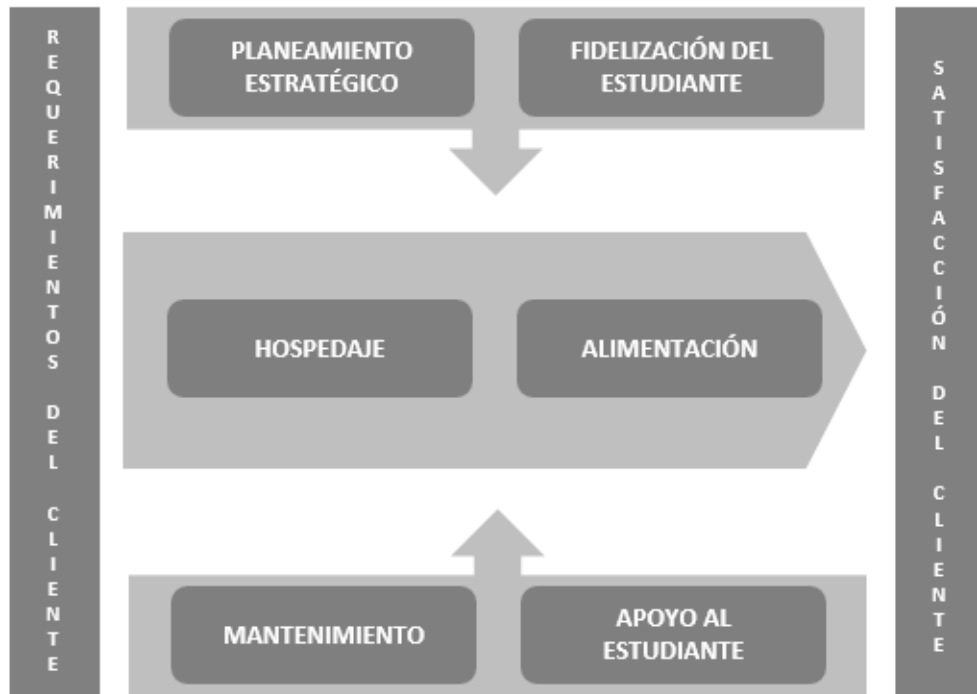 REQUERIMIENTOS DEL CLIENTE
PLANEAMIENTO
ESTRATÉGICO
FIDELIZACIÓN DEL
ESTUDIANTE
HOSPEDAJE
ALIMENTACIÓN
MANTENIMIENTO
APOYO AL
ESTUDIANTE
SATISFACCIÓN DEL CLIENTE